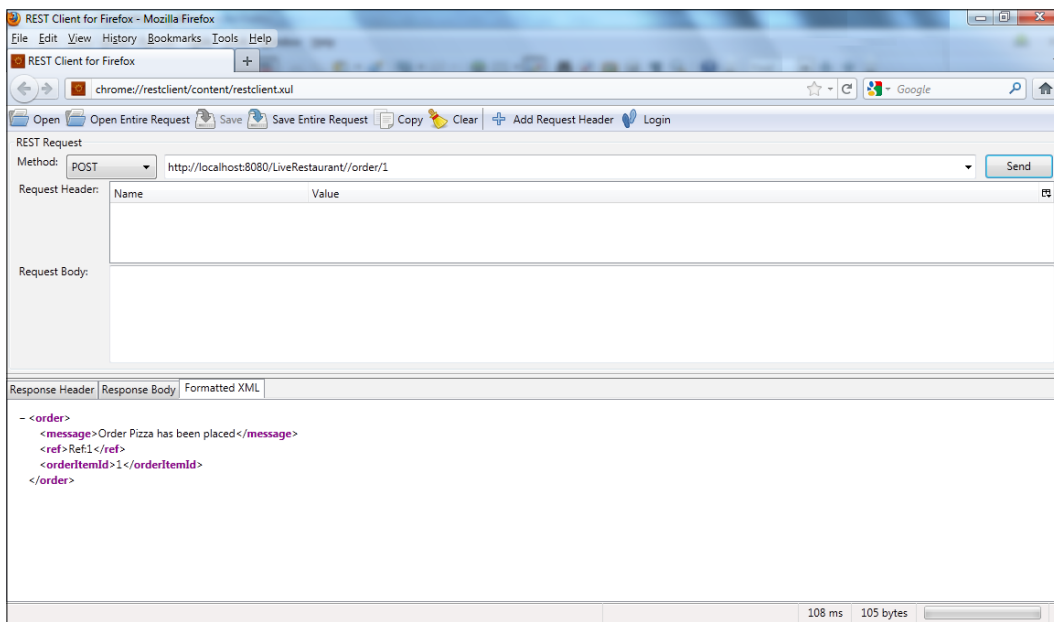 REST Client for Firefox - Mozilla Firefox
File Edit View History Bookmarks Tools Help
REST Client for Firefox +
chrome://restclient/content/restclient.xul Google
Open Open Entire Request Save Save Entire Request Copy Clear Add Request Header Login
REST Request
Method: POST http://localhost:8080/LiveRestaurant//order/1 Send
Request Header: Name Value
Request Body:
Response Header Response Body Formatted XML
- <order>
<message>Order Pizza has been placed</message>
<ref>Ref:1</ref>
<orderItemId>1</orderItemId>
</order>
108 ms 105 bytes